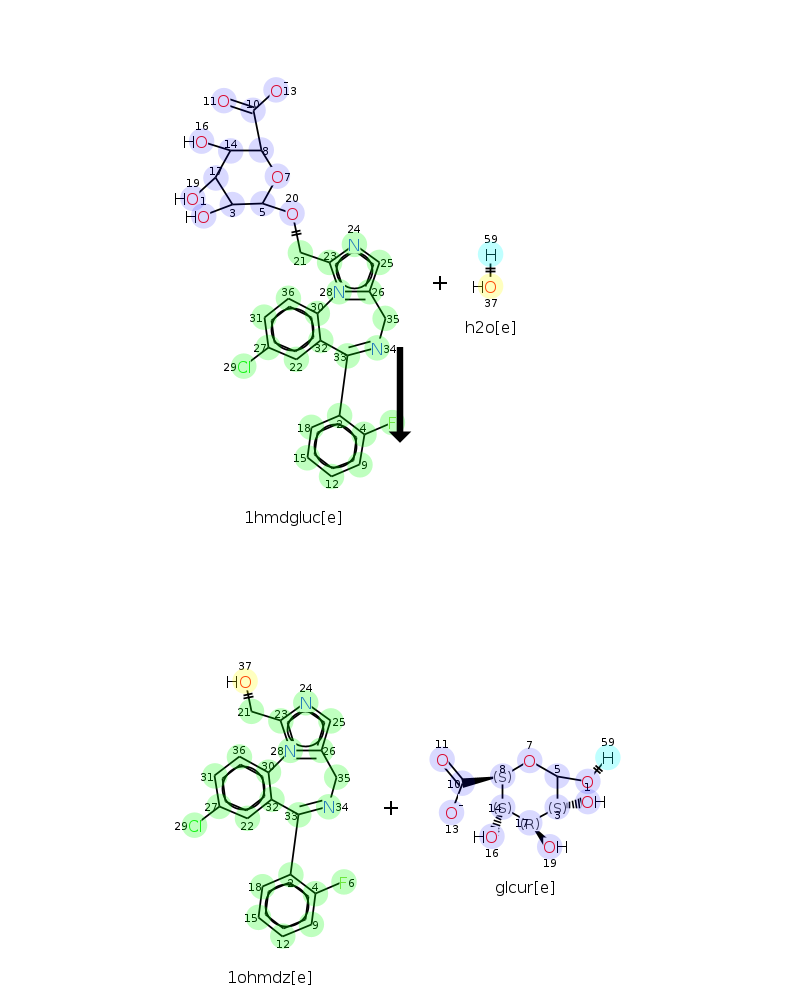 O 11 10 O - 13
16 HO 14 8
17 O 7
19 HO 1 HO 3 5 20 O
21 23 24 N 25
28 N 26
36 30 31 32 27 22
29 Cl 33 N 34 35
2 4 F
18 15 12 9
1hmdgluc[e]
+
59 H
HO 37
h2o[e]
37 HO
21 23 24 N 25
28 N 26
36 30 31 32 27 22
29 Cl 33 N 34 35
2 4 F 6
18 15 12 9
1ohmdz[e]
+
11 O 10 O - 13
7 O 8 (S) 5
59 H O 1 OH
14 (S) 17 (R) (S) 3
HO 16 OH 19
glcur[e]